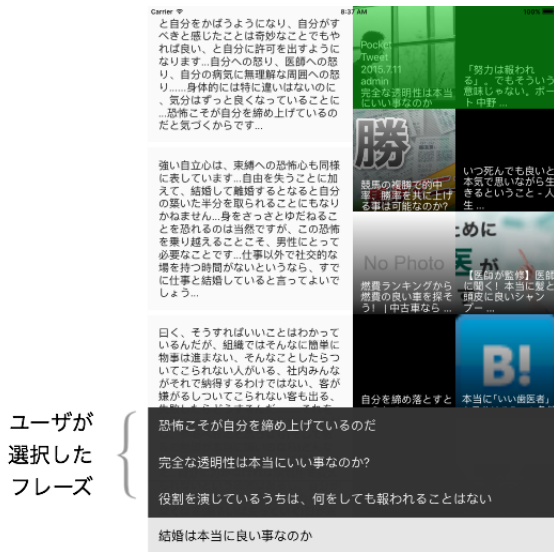 Carrier
8:37 AM
100%
と自分をかばうようになり、自分がす
べきと感じたことは奇妙なことでもや
れば良い、と自分に許可を出すように
なります...自分への怒り、医師への怒
り、自分の病気に無理解な周囲への怒
り......身体的には特に違いはないのに
、気分はずっと良くなっていることに
...恐怖こそが自分を締め上げているの
だと気づくからです...
強い自立心は、束縛への恐怖心も同様
に表しています...自由を失うことに加
えて、結婚して離婚するとなると自分
の築いた半分を取られることにもなり
かねません...身をさっさとゆだねるこ
とを恐れるのは当然ですが、この恐怖
を乗り越えることこそ、男性にとって
必要なことです...仕事以外で社交的な
場を持つ時間がないというなら、すで
に仕事と結婚していると言ってよいで
しょう...
曰く、そうすればいいことはわかって
いるんだが、組織ではそんなに簡単に
物事は進まない、そんなことしたらつ
いてこられない人がいる、社内みんな
がそれで納得するわけではない、客が
嫌がるしついてこられない客も出る、
Pocket
Tweet
2015.7.11
admin
完全な透明性は本当
にいい事なのか
「努力は報われ
る」。でもそういう
意味じゃない。ポー
ト 中野 ...
勝
競馬の複勝で的中
率、勝率を共に上げ
る事は可能なのか?
いつ死んでも良いと
本気で思いながら生
きるということ - 人
生 ...
No Photo
燃費ランキングから
燃費の良い車を探そ
う! | 中古車なら ...
ために
医 が
【医師が監修】医師
に聞く! 本当に髪と
頭皮に良いシャン
プー ...
自分を締め落とすと
B!
本当に「いい歯医者」
ユーザが
選択した
フレーズ
恐怖こそが自分を締め上げているのだ
完全な透明性は本当にいい事なのか?
役割を演じているうちは、何をしても報われることはない
結婚は本当に良い事なのか